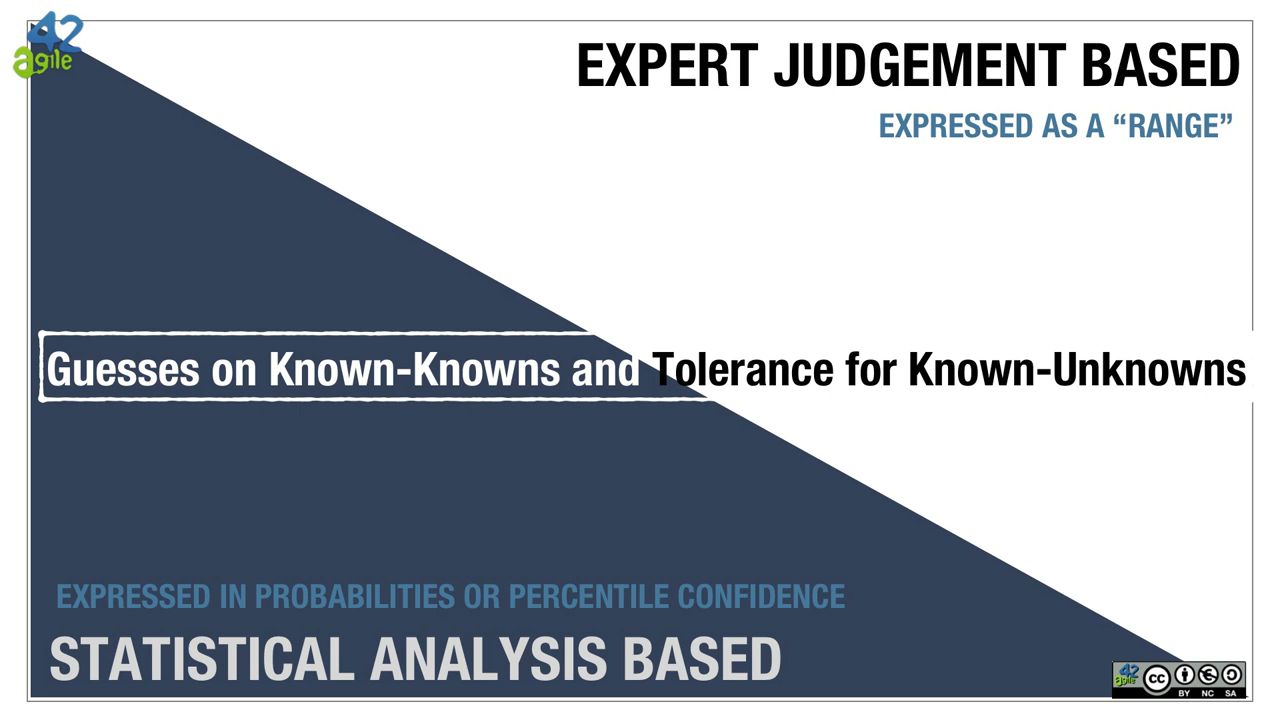 42
agile
EXPERT JUDGEMENT BASED
EXPRESSED AS A “RANGE”
Guesses on Known-Knowns and Tolerance for Known-Unknowns
EXPRESSED IN PROBABILITIES OR PERCENTILE CONFIDENCE
STATISTICAL ANALYSIS BASED
42
agile
cc
BY NC SA